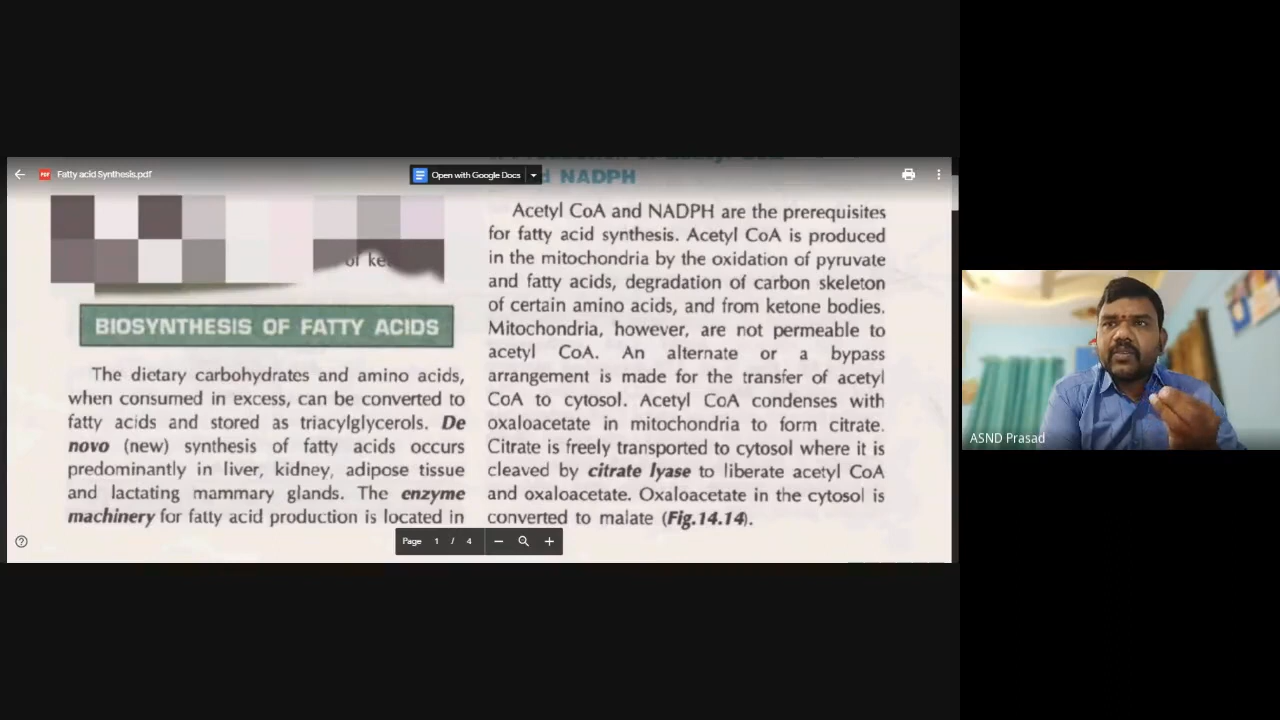 Fatty acid Synthesis.pdf
Open with Google Docs
of ke
BIOSYNTHESIS OF FATTY ACIDS
The dietary carbohydrates and amino acids,
when consumed in excess, can be converted to
fatty acids and stored as triacylglycerols. De
novo (new) synthesis of fatty acids occurs
predominantly in liver, kidney, adipose tissue
and lactating mammary glands. The enzyme
machinery for fatty acid production is located in
NADPH
Acetyl CoA and NADPH are the prerequisites
for fatty acid synthesis. Acetyl CoA is produced
in the mitochondria by the oxidation of pyruvate
and fatty acids, degradation of carbon skeleton
of certain amino acids, and from ketone bodies.
Mitochondria, however, are not permeable to
acetyl CoA. An alternate or a bypass
arrangement is made for the transfer of acetyl
CoA to cytosol. Acetyl CoA condenses with
oxaloacetate in mitochondria to form citrate.
Citrate is freely transported to cytosol where it is
cleaved by citrate lyase to liberate acetyl CoA
and oxaloacetate. Oxaloacetate in the cytosol is
converted to malate (Fig.14.14).
Page 1 / 4
ASND Prasad